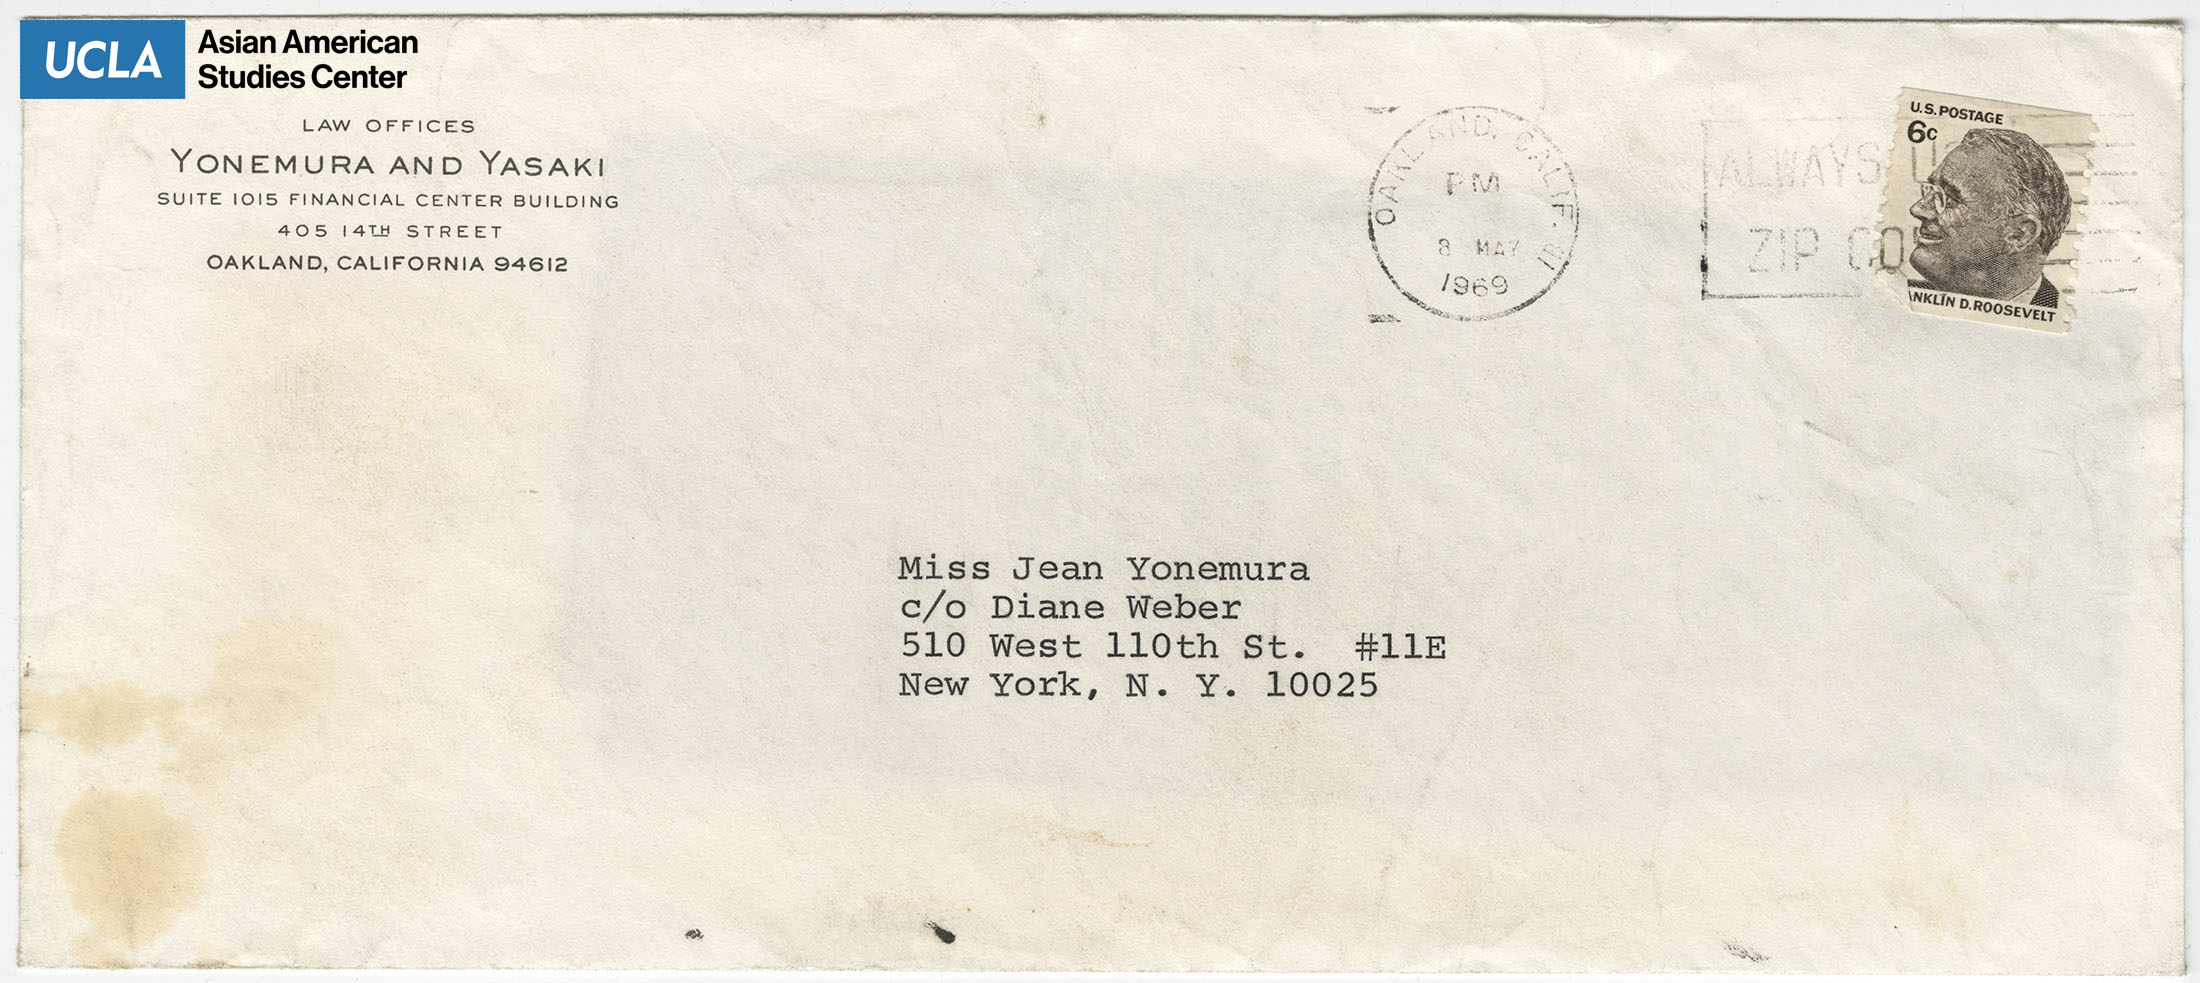 UCLA Asian American
Studies Center
LAW OFFICES
YONEMURA AND YASAKI
SUITE 1015 FINANCIAL CENTER BUILDING
405 14TH STREET
OAKLAND, CALIFORNIA 94612
OAKLAND, CALIF.
PM
8 MAY
1969
ALWAYS U
ZIP CO
U.S. POSTAGE
6c
NKLIN D. ROOSEVELT
Miss Jean Yonemura
c/o Diane Weber
510 West 110th St. #11E
New York, N. Y. 10025